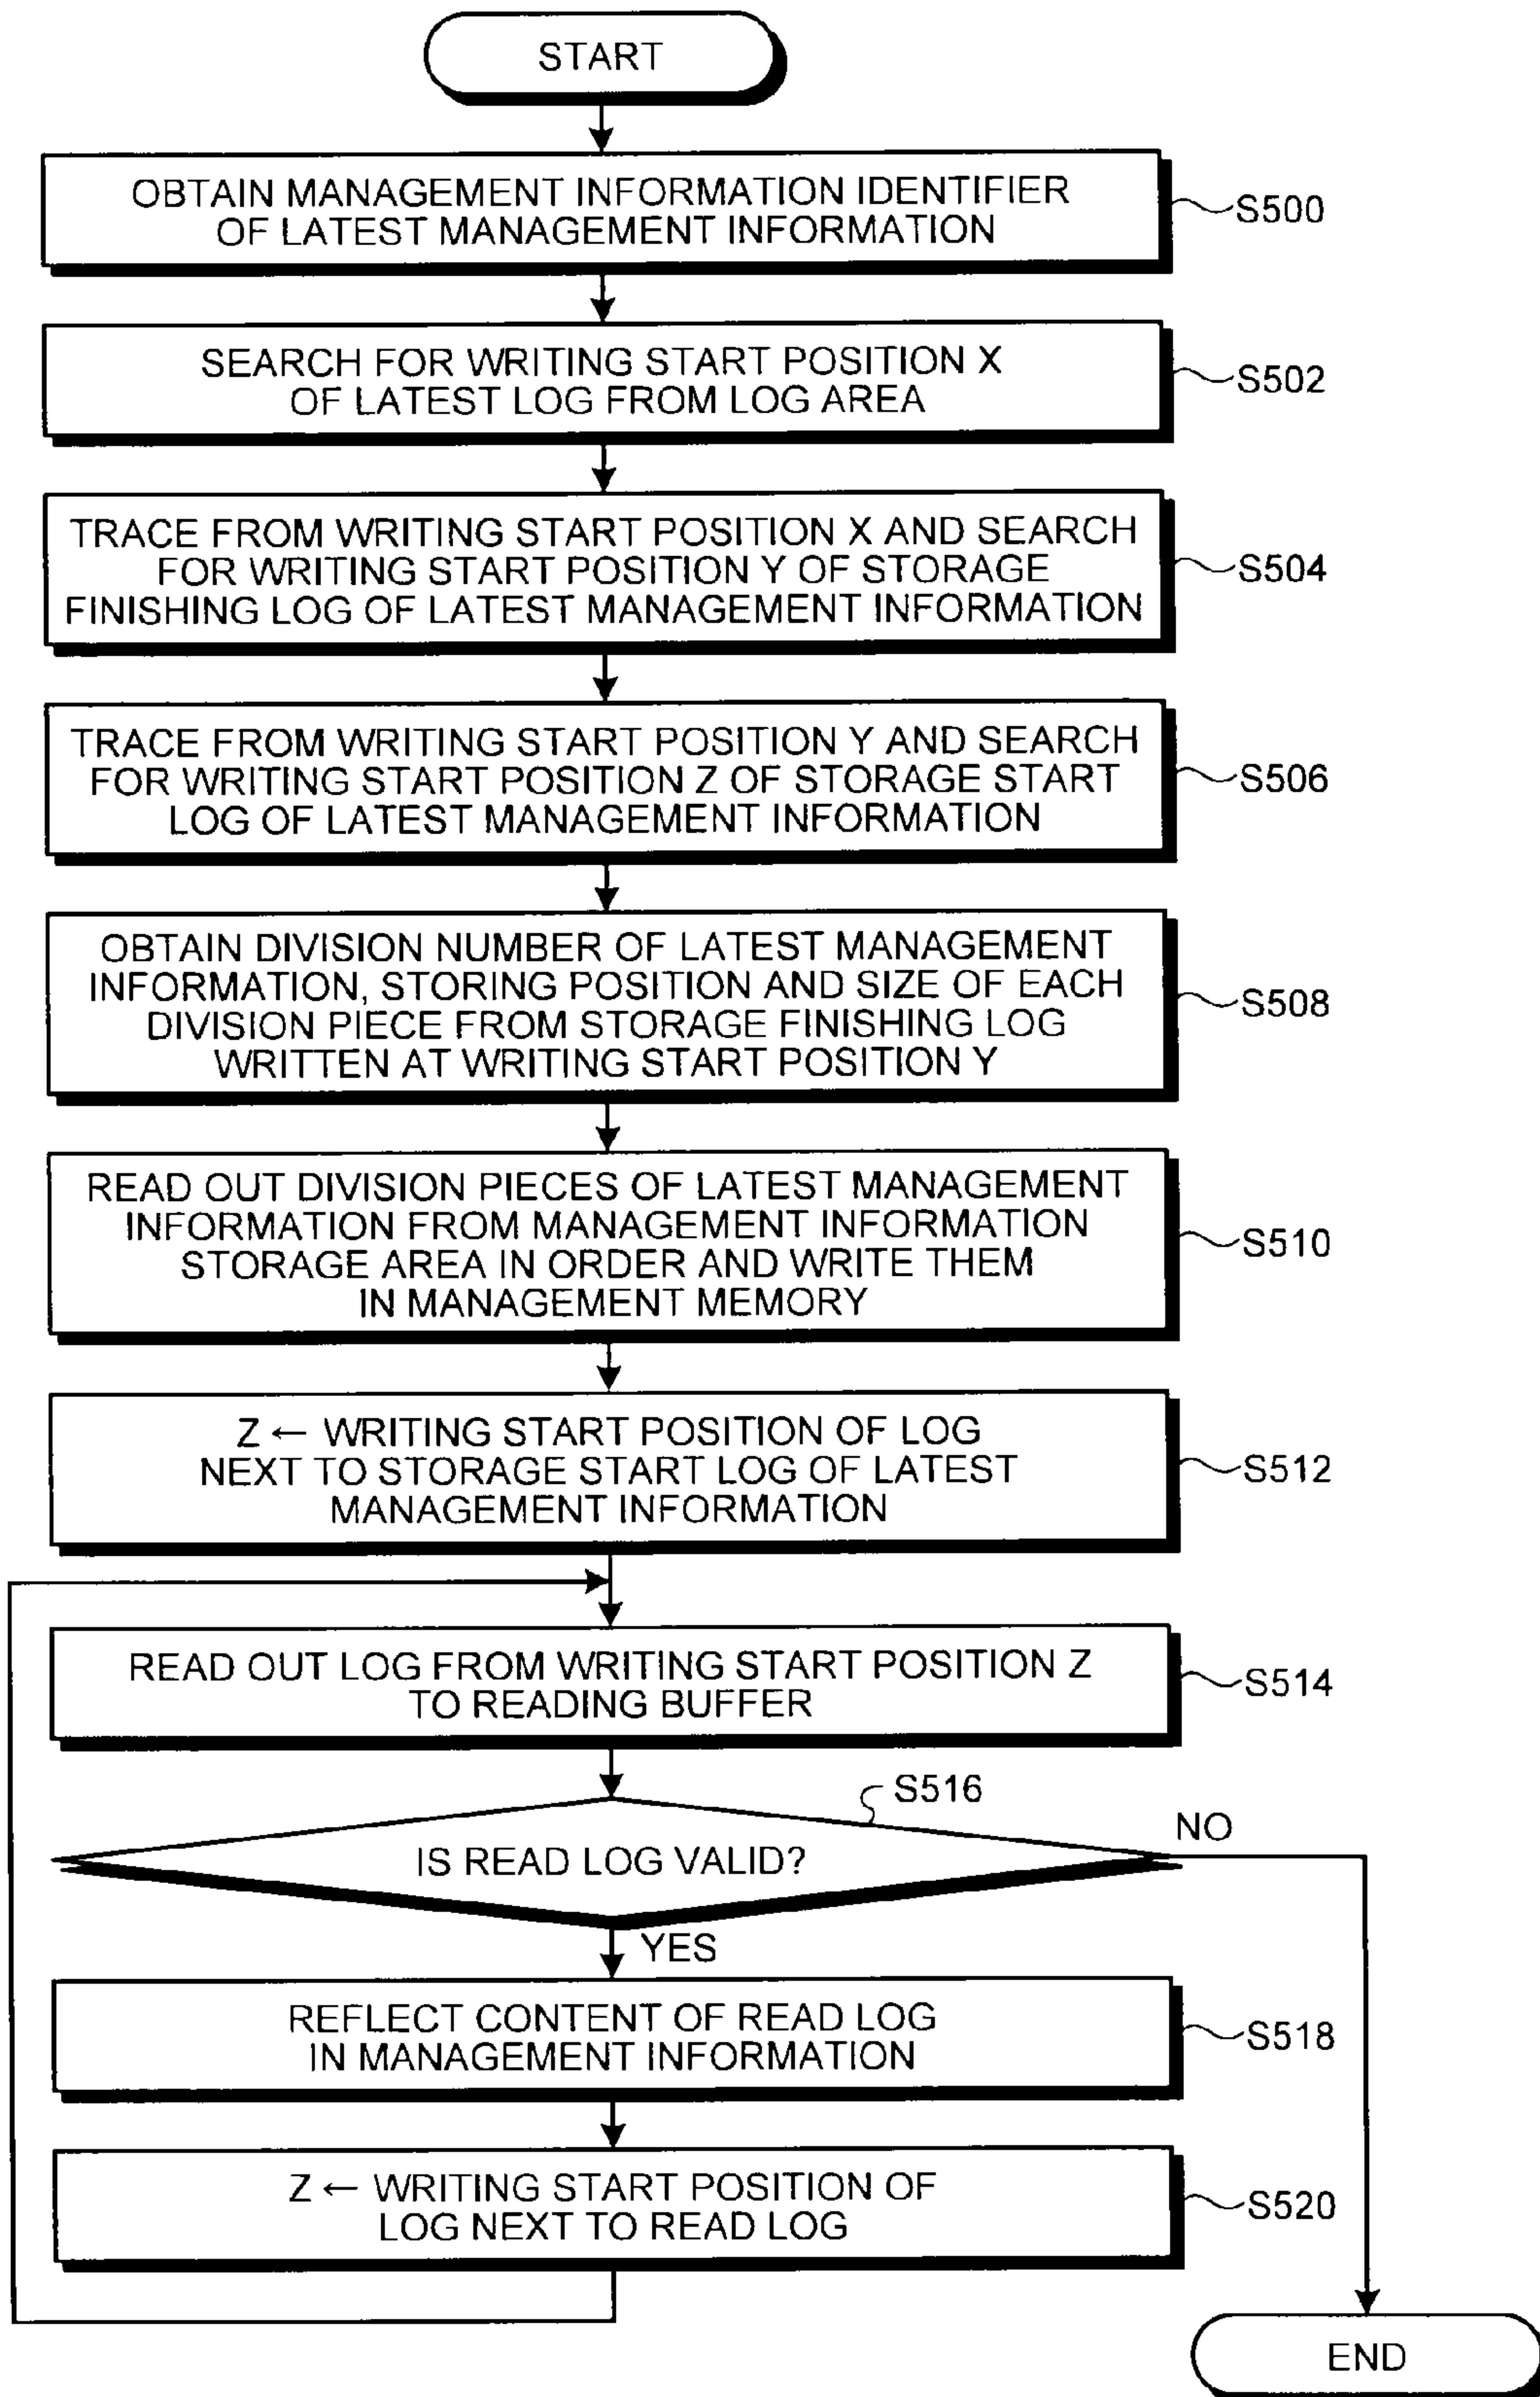 START
OBTAIN MANAGEMENT INFORMATION IDENTIFIER
OF LATEST MANAGEMENT INFORMATION
S500
SEARCH FOR WRITING START POSITION X
OF LATEST LOG FROM LOG AREA
S502
TRACE FROM WRITING START POSITION X AND SEARCH
FOR WRITING START POSITION Y OF STORAGE
FINISHING LOG OF LATEST MANAGEMENT INFORMATION
S504
TRACE FROM WRITING START POSITION Y AND SEARCH
FOR WRITING START POSITION Z OF STORAGE START
LOG OF LATEST MANAGEMENT INFORMATION
S506
OBTAIN DIVISION NUMBER OF LATEST MANAGEMENT
INFORMATION, STORING POSITION AND SIZE OF EACH
DIVISION PIECE FROM STORAGE FINISHING LOG
WRITTEN AT WRITING START POSITION Y
S508
READ OUT DIVISION PIECES OF LATEST MANAGEMENT
INFORMATION FROM MANAGEMENT INFORMATION
STORAGE AREA IN ORDER AND WRITE THEM
IN MANAGEMENT MEMORY
S510
Z ← WRITING START POSITION OF LOG
NEXT TO STORAGE START LOG OF LATEST
MANAGEMENT INFORMATION
S512
READ OUT LOG FROM WRITING START POSITION Z
TO READING BUFFER
S514
S516
IS READ LOG VALID?
NO
YES
REFLECT CONTENT OF READ LOG
IN MANAGEMENT INFORMATION
S518
Z ← WRITING START POSITION OF
LOG NEXT TO READ LOG
S520
END